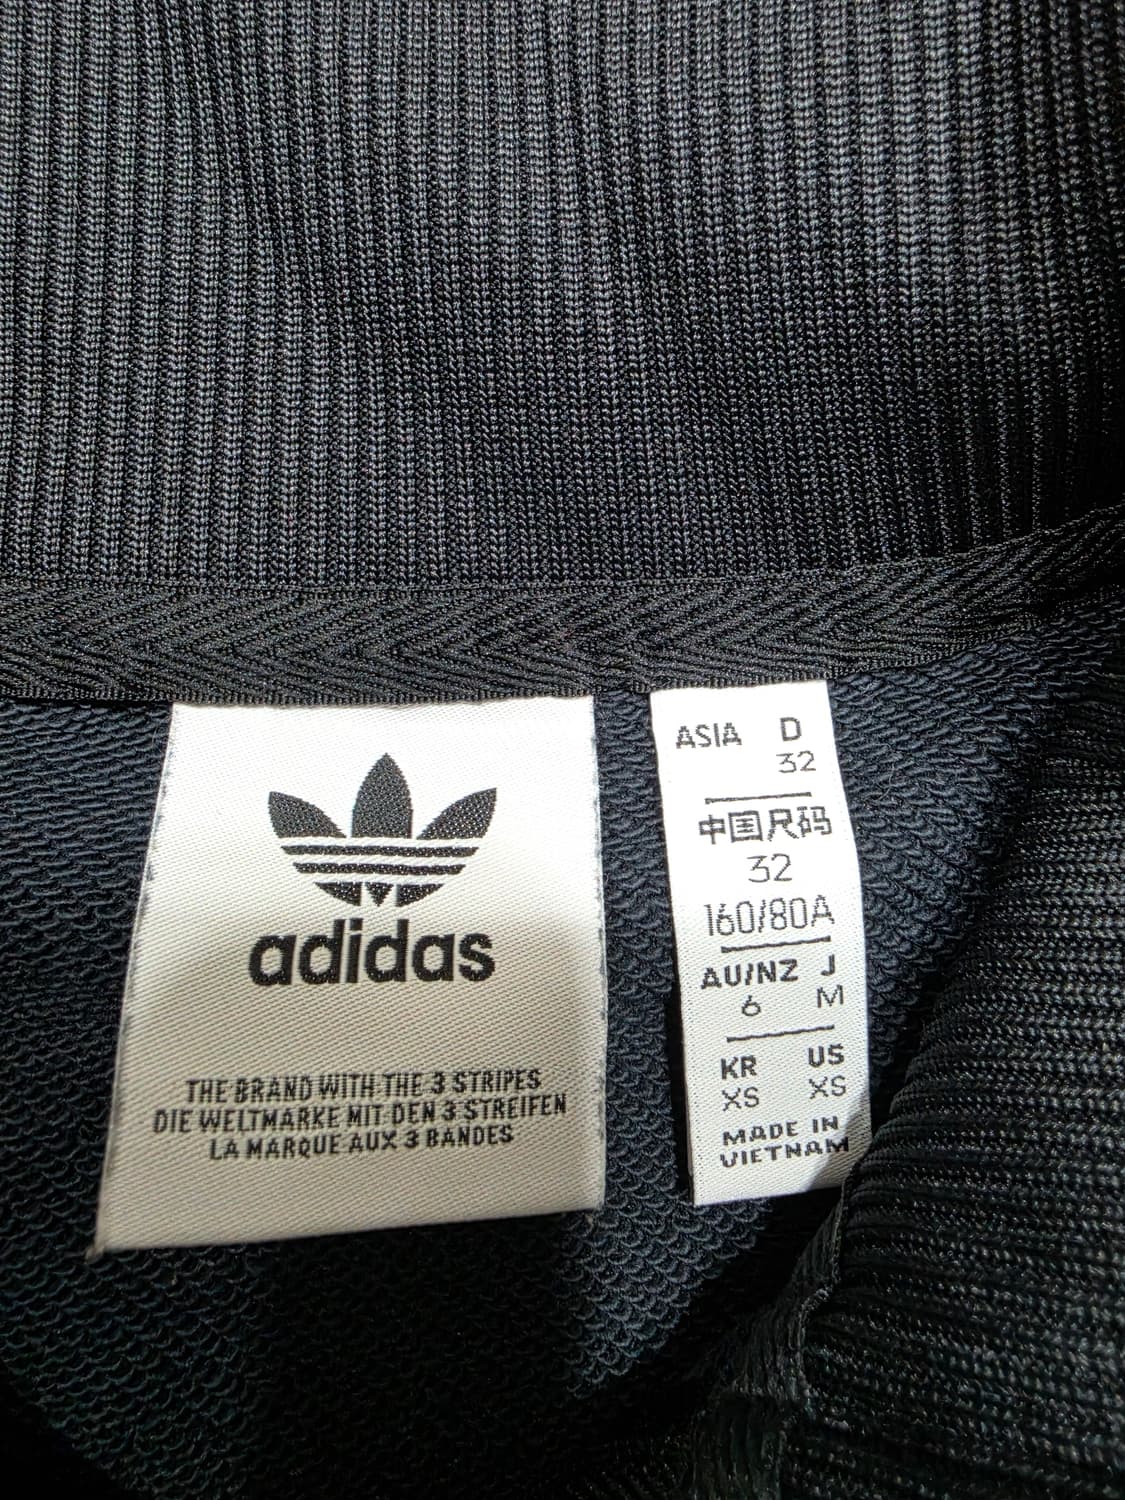 adidas
THE BRAND WITH THE 3 STRIPES
DIE WELTMARKE MIT DEN 3 STREIFEN
LA MARQUE AUX 3 BANDES
ASIA D
32
中国尺码
32
160/80A
AU/NZ J
6 M
KR US
XS XS
MADE IN
VIETNAM